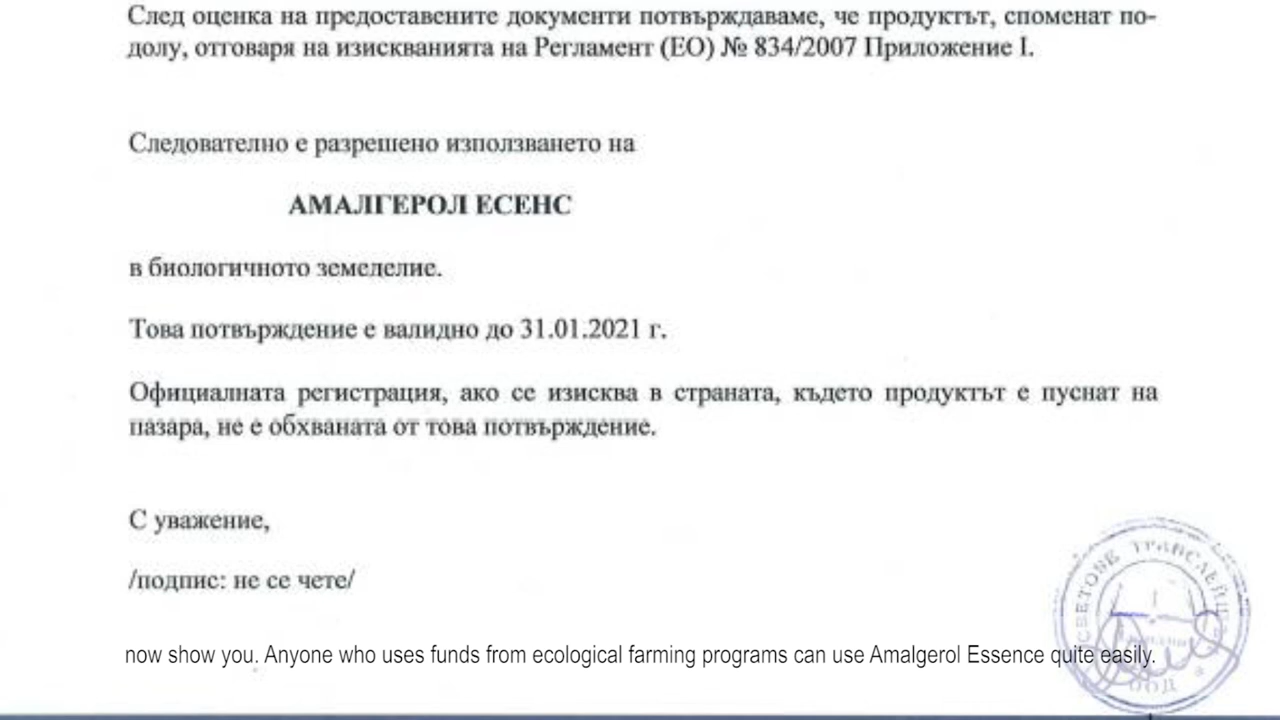 След оценка на предоставените документи потвърждаваме, че продуктът, споменат по-
долу, отговаря на изискванията на Регламент (ЕО) № 834/2007 Приложение I.
Следователно е разрешено използването на
АМАЛГЕРОЛ ЕСЕНС
в биологичното земеделие.
Това потвърждение е валидно до 31.01.2021 г.
Официалната регистрация, ако се изисква в страната, където продуктът е пуснат на
пазара, не е обхваната от това потвърждение.
С уважение,
/подпис: не се чете/
now show you. Anyone who uses funds from ecological farming programs can use Amalgerol Essence quite easily.
ООД